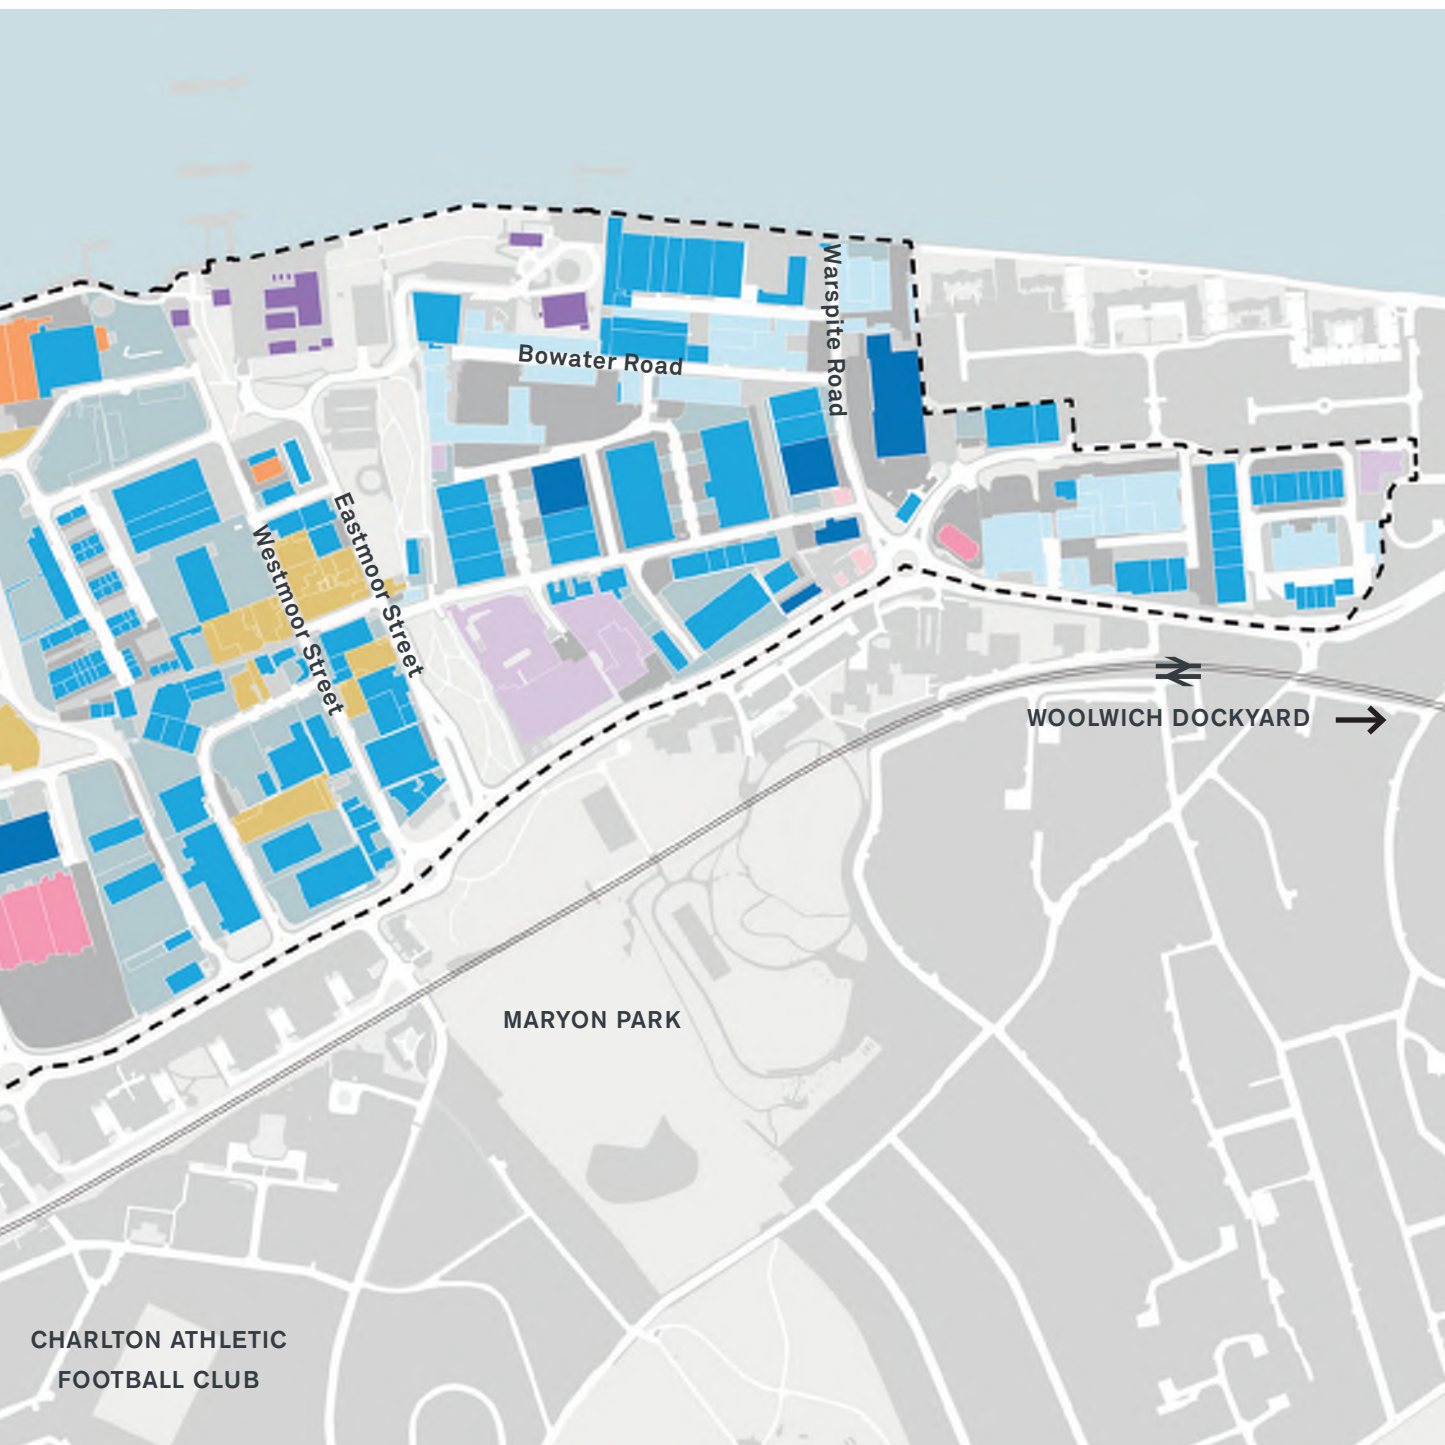 Warspite Road
Bowater Road
Eastmoor Street
Westmoor Street
WOOLWICH DOCKYARD
MARYON PARK
CHARLTON ATHLETIC
FOOTBALL CLUB